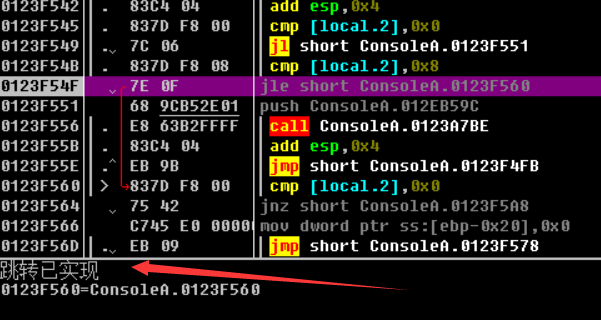 0123F542 . 83C4 04 add esp,0x4
0123F545 . 837D F8 00 cmp [local.2],0x0
0123F549 . 7C 06 jl short ConsoleA.0123F551
0123F54B . 837D F8 08 cmp [local.2],0x8
0123F54F 7E 0F jle short ConsoleA.0123F560
0123F551 68 9CB52E01 push ConsoleA.012EB59C
0123F556 . E8 63B2FFFF call ConsoleA.0123A7BE
0123F55B . 83C4 04 add esp,0x4
0123F55E .^ EB 9B jmp short ConsoleA.0123F4FB
0123F560 > 837D F8 00 cmp [local.2],0x0
0123F564 75 42 jnz short ConsoleA.0123F5A8
0123F566 C745 E0 0000 mov dword ptr ss:[ebp-0x20],0x0
0123F56D . EB 09 jmp short ConsoleA.0123F578
跳转已实现
0123F560=ConsoleA.0123F560